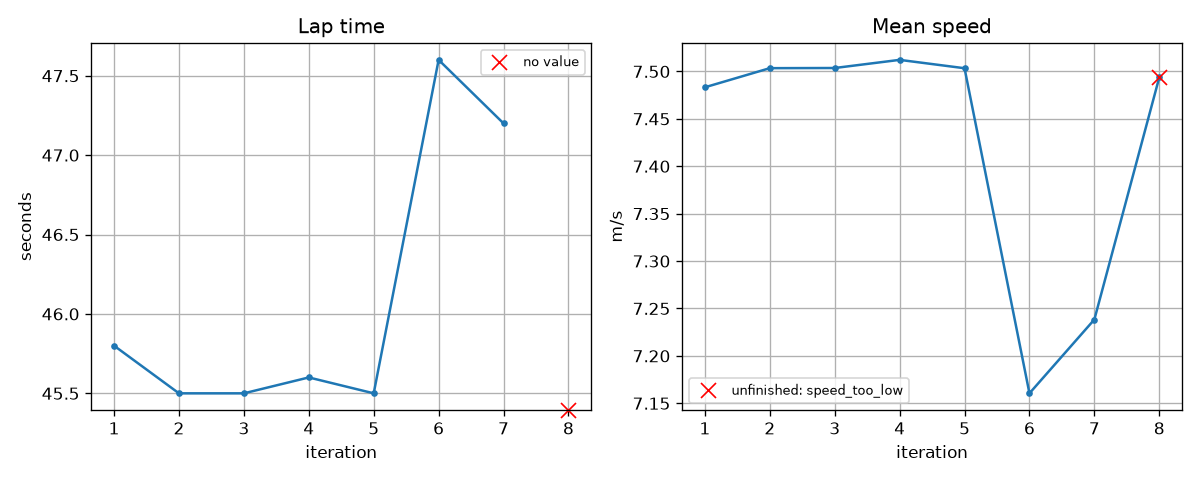 Lap time
no value
47.5
47.0
46.5
46.0
45.5
seconds
1 2 3 4 5 6 7 8
iteration
Mean speed
7.50
7.45
7.40
7.35
7.30
7.25
7.20
7.15
m/s
unfinished: speed_too_low
1 2 3 4 5 6 7 8
iteration